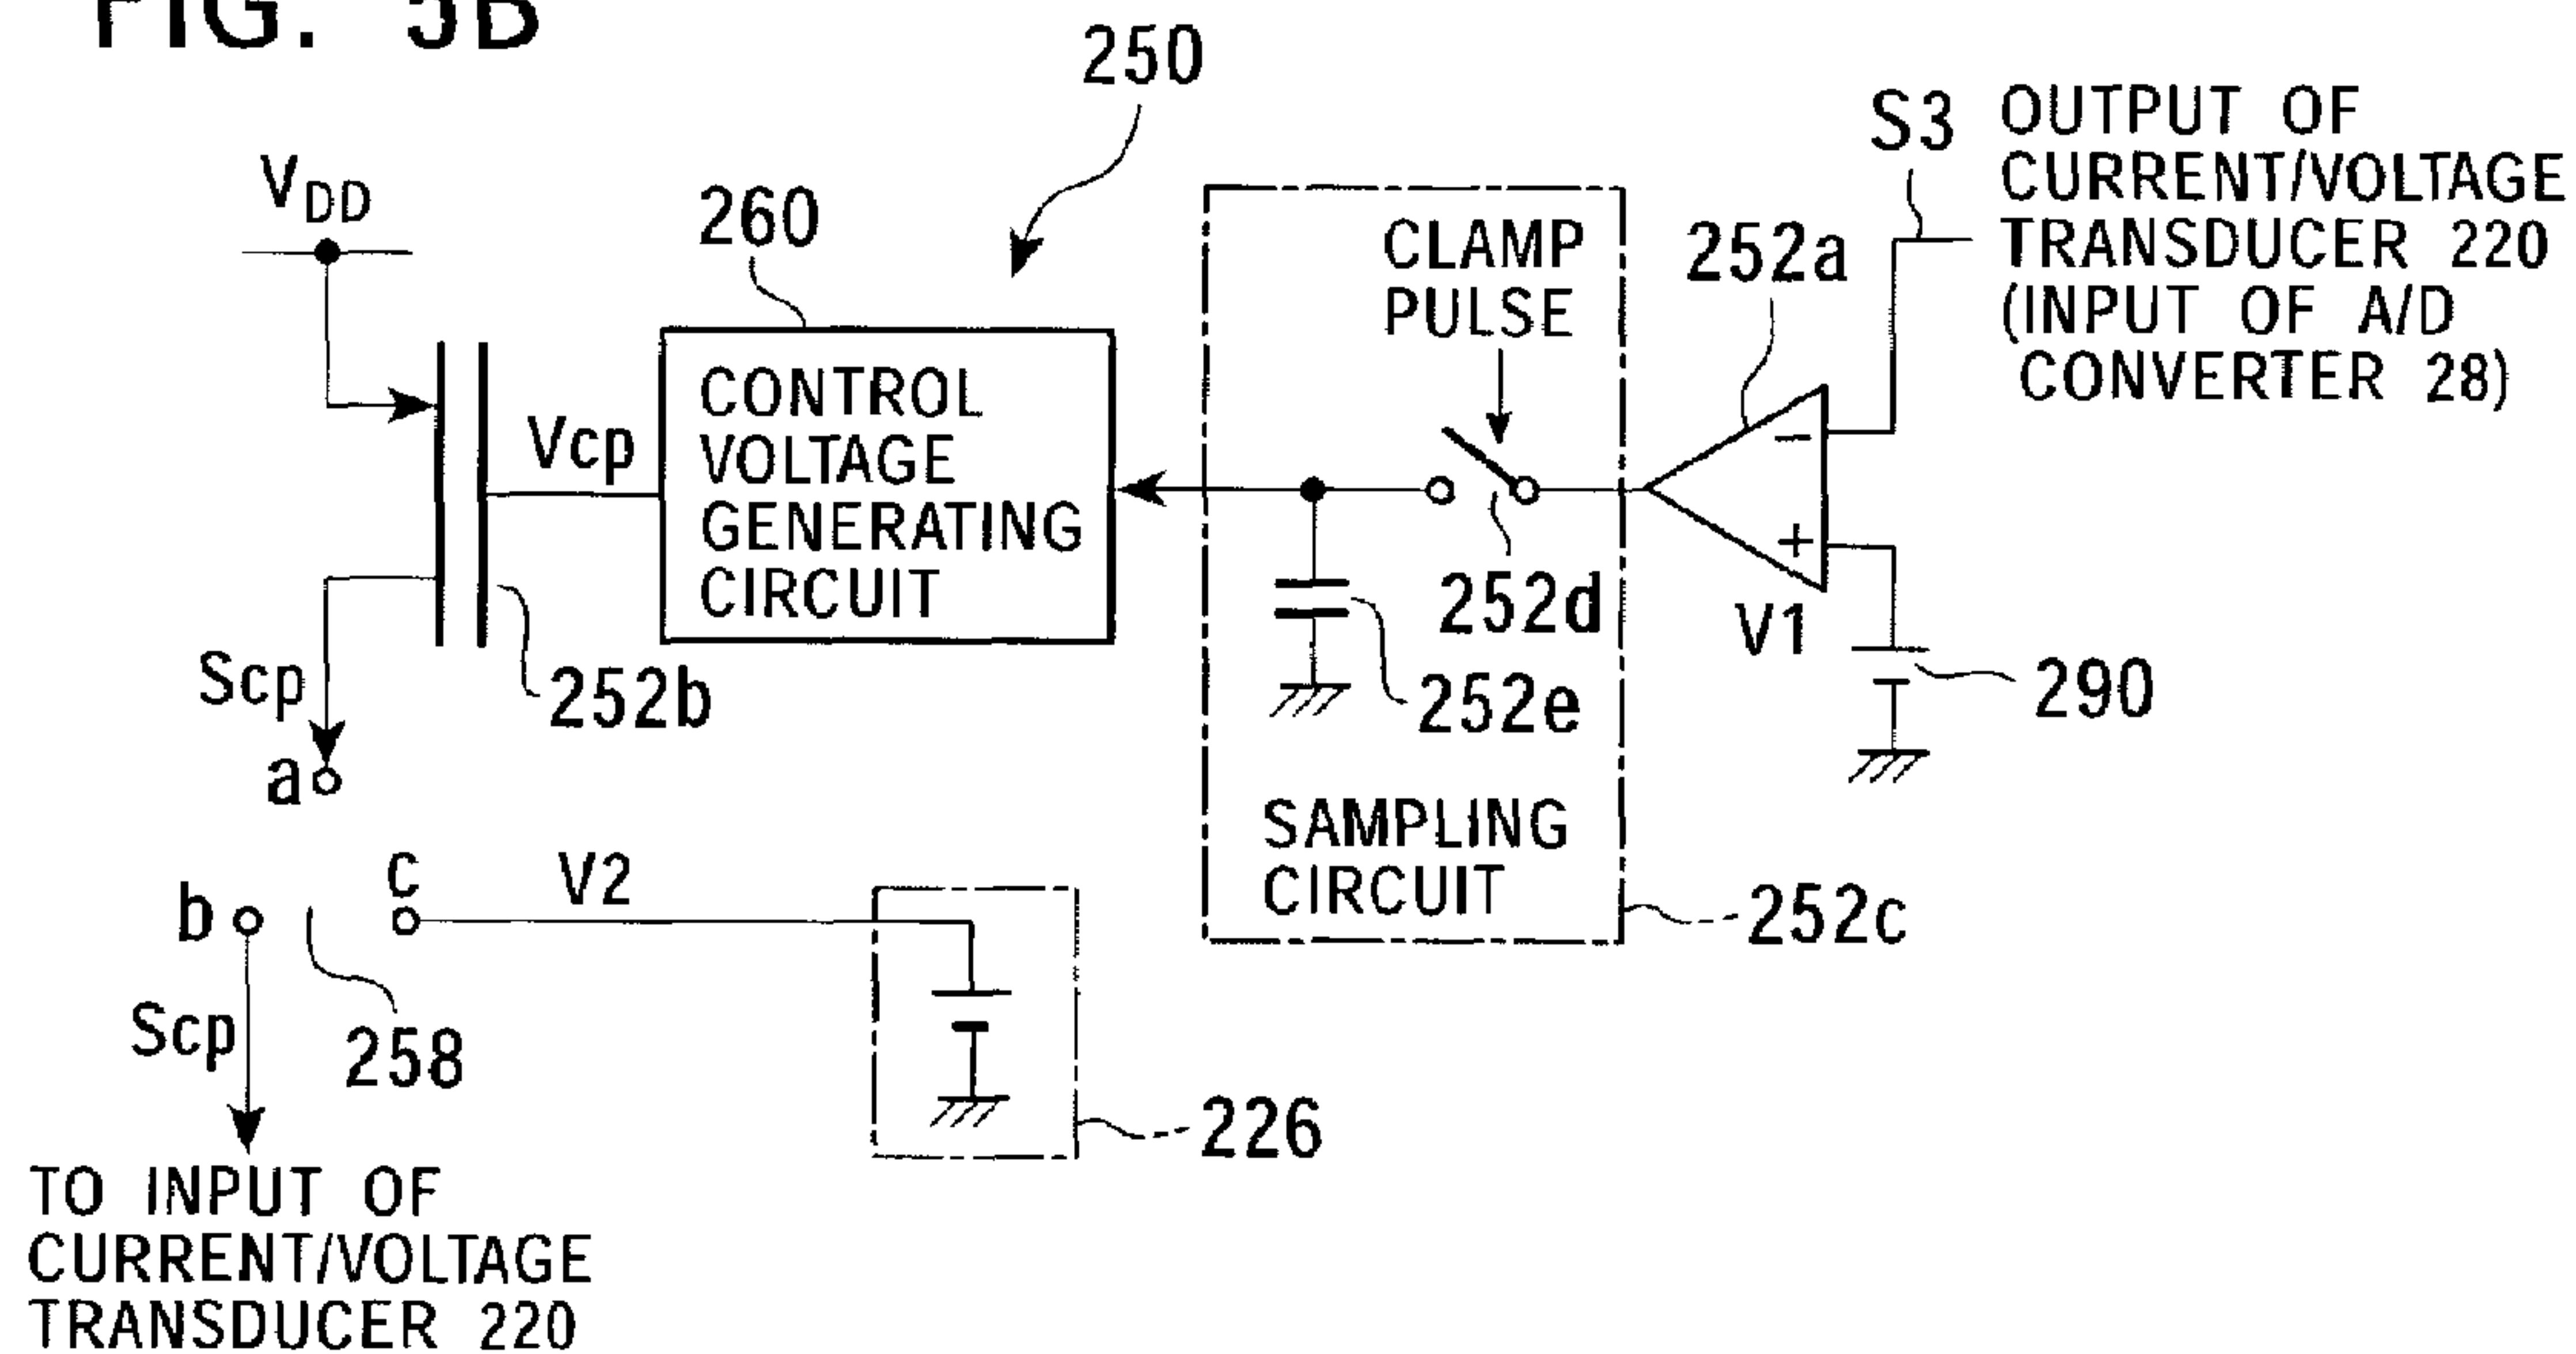 FIG. 5B
250
S3
OUTPUT OF
CURRENT/VOLTAGE
TRANSDUCER 220
(INPUT OF A/D
CONVERTER 28)
VDD
260
CLAMP
PULSE
252a
Vcp
CONTROL
VOLTAGE
GENERATING
CIRCUIT
−
+
252d
V1
Scp
252b
252e
290
a
SAMPLING
CIRCUIT
b
c
V2
252c
Scp
258
226
TO INPUT OF
CURRENT/VOLTAGE
TRANSDUCER 220